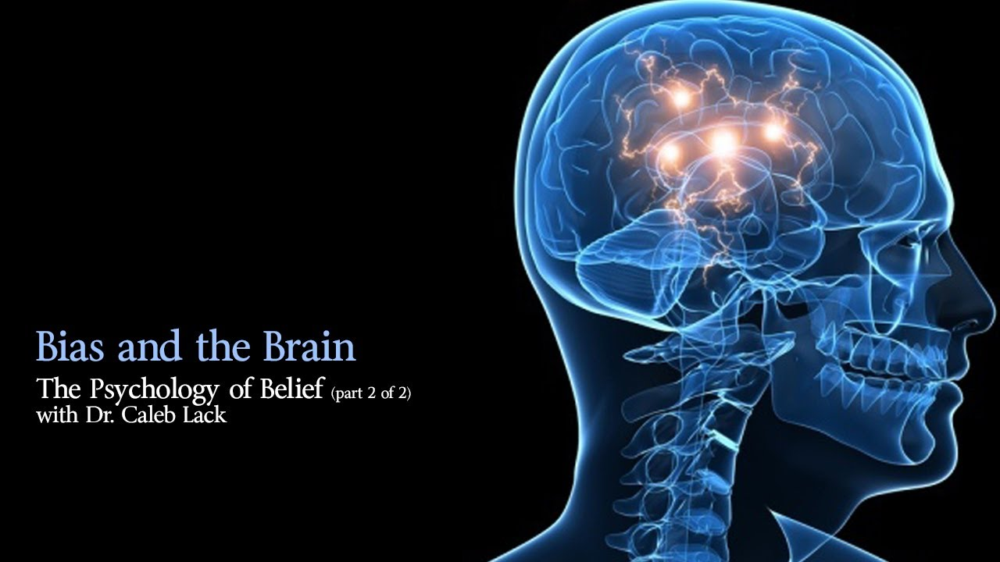 Bias and the Brain
The Psychology of Belief (part 2 of 2)
with Dr. Caleb Lack